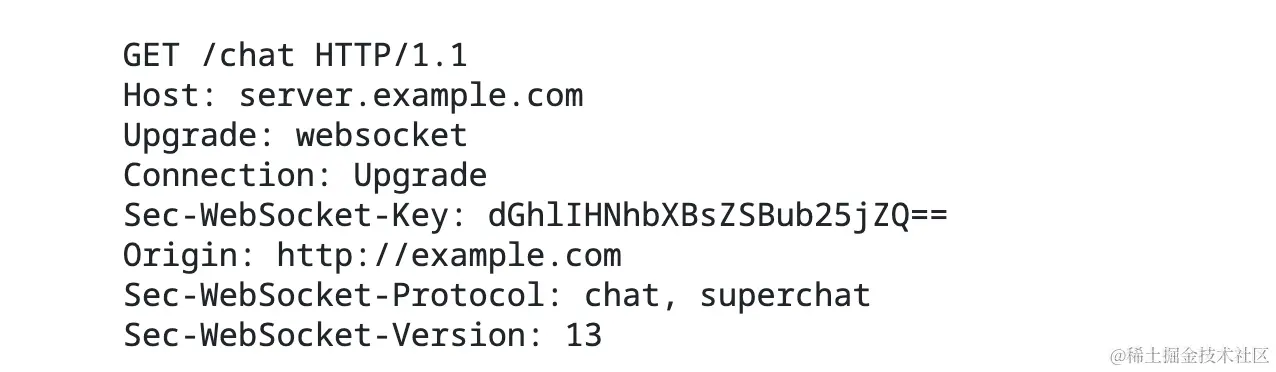 GET /chat HTTP/1.1
Host: server.example.com
Upgrade: websocket
Connection: Upgrade
Sec-WebSocket-Key: dGhlIHNhbXBsZSBub25jZQ==
Origin: http://example.com
Sec-WebSocket-Protocol: chat, superchat
Sec-WebSocket-Version: 13
@稀土掘金技术社区